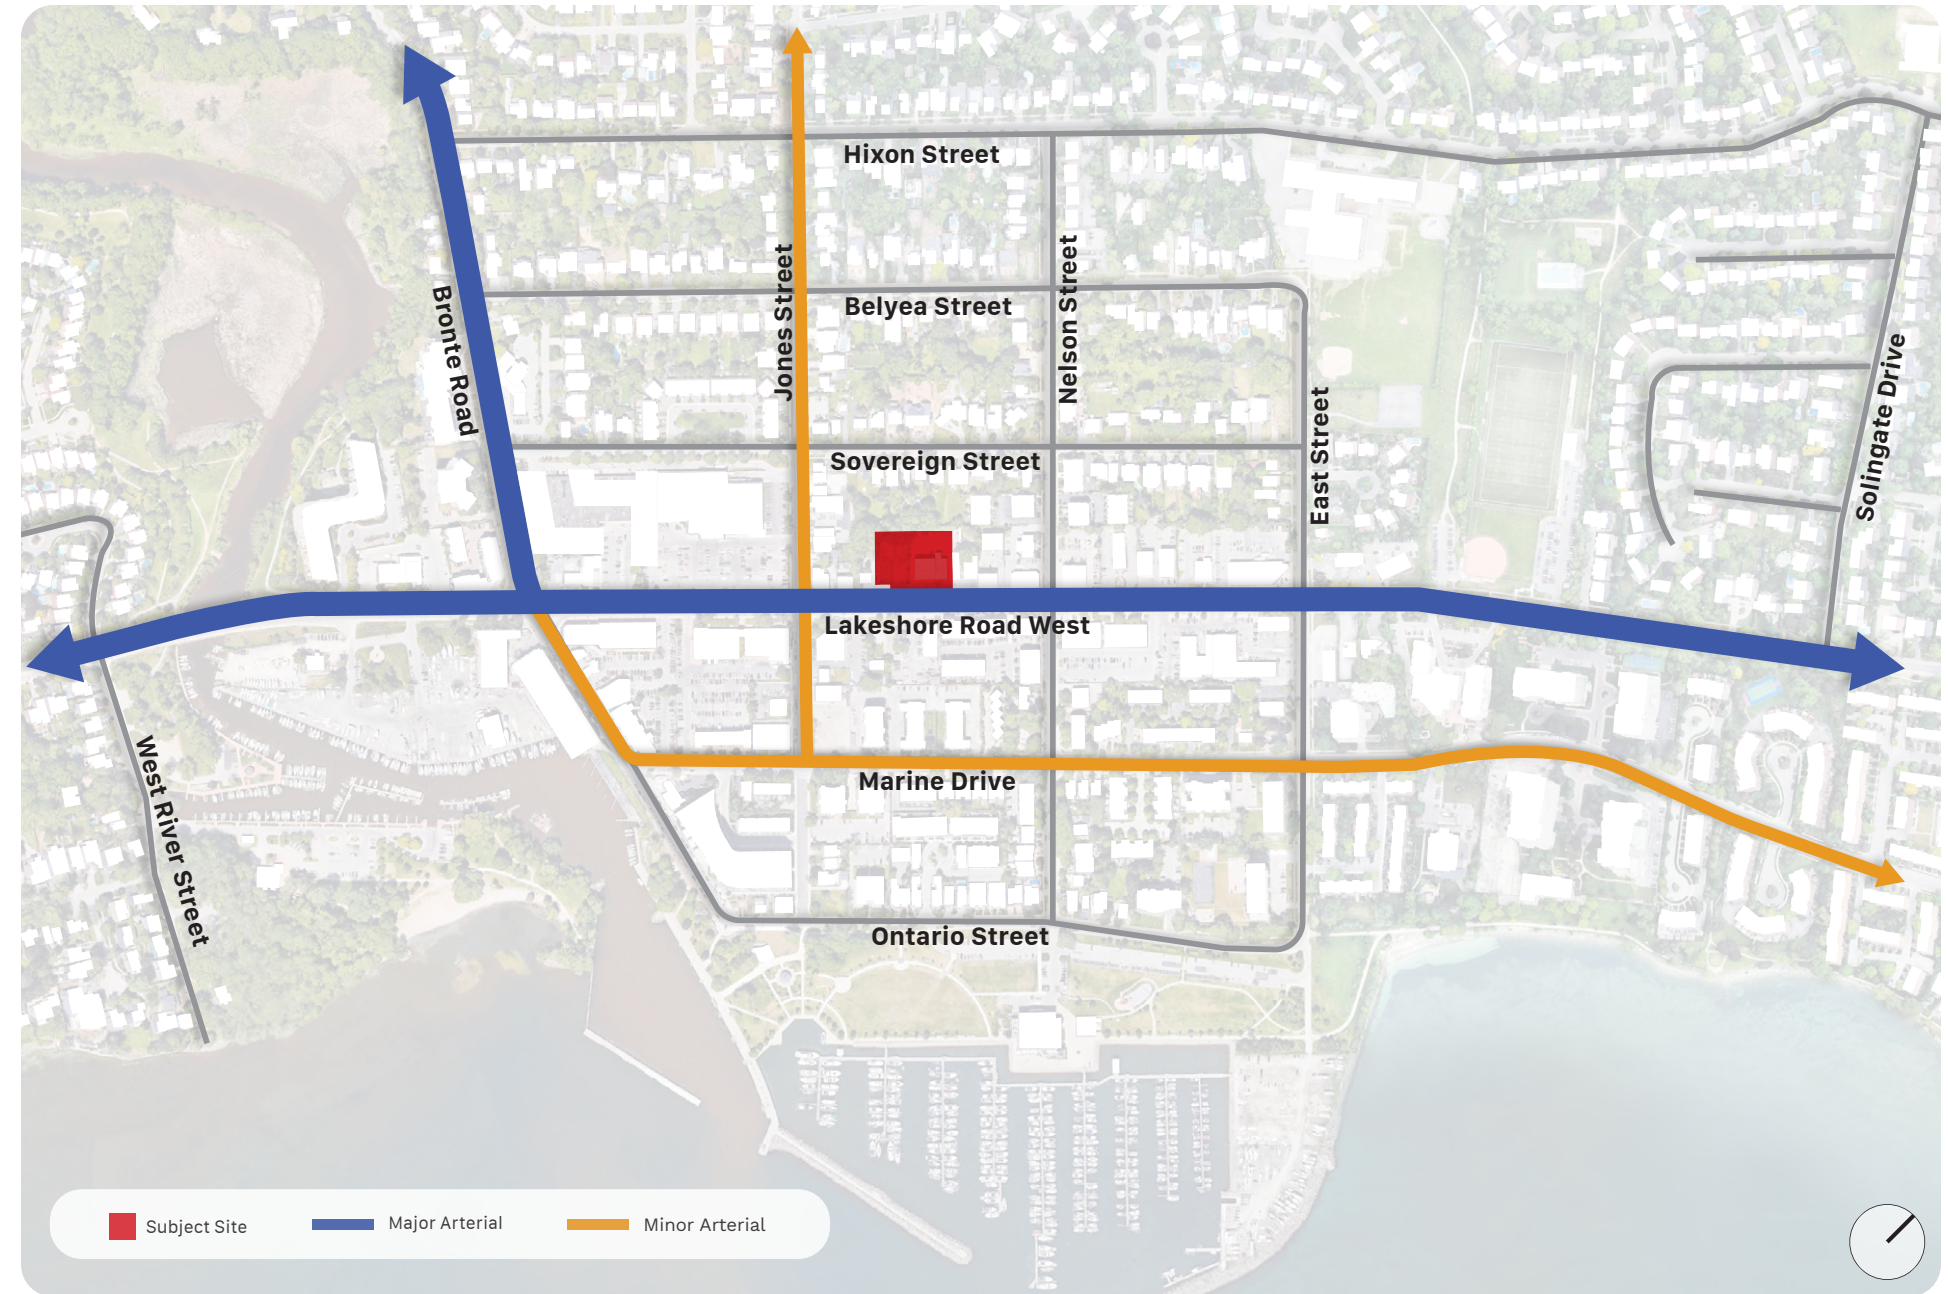 Hixon Street
Jones Street
Nelson Street
Bronte Road
Belyea Street
Solingate Drive
East Street
Sovereign Street
Lakeshore Road West
West River Street
Marine Drive
Ontario Street
Subject Site
Major Arterial
Minor Arterial